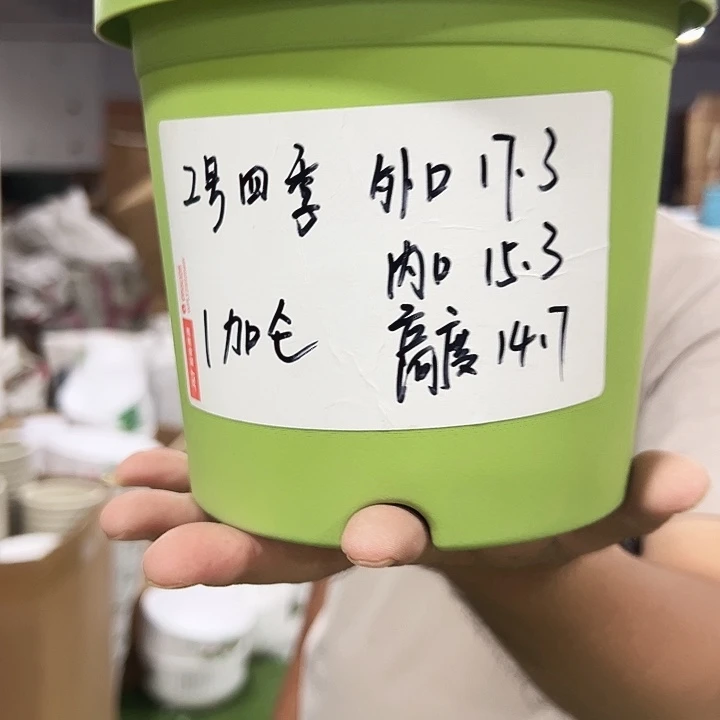 2号四季 外口 17.3
内口 15.3
1加仑 高度 14.7